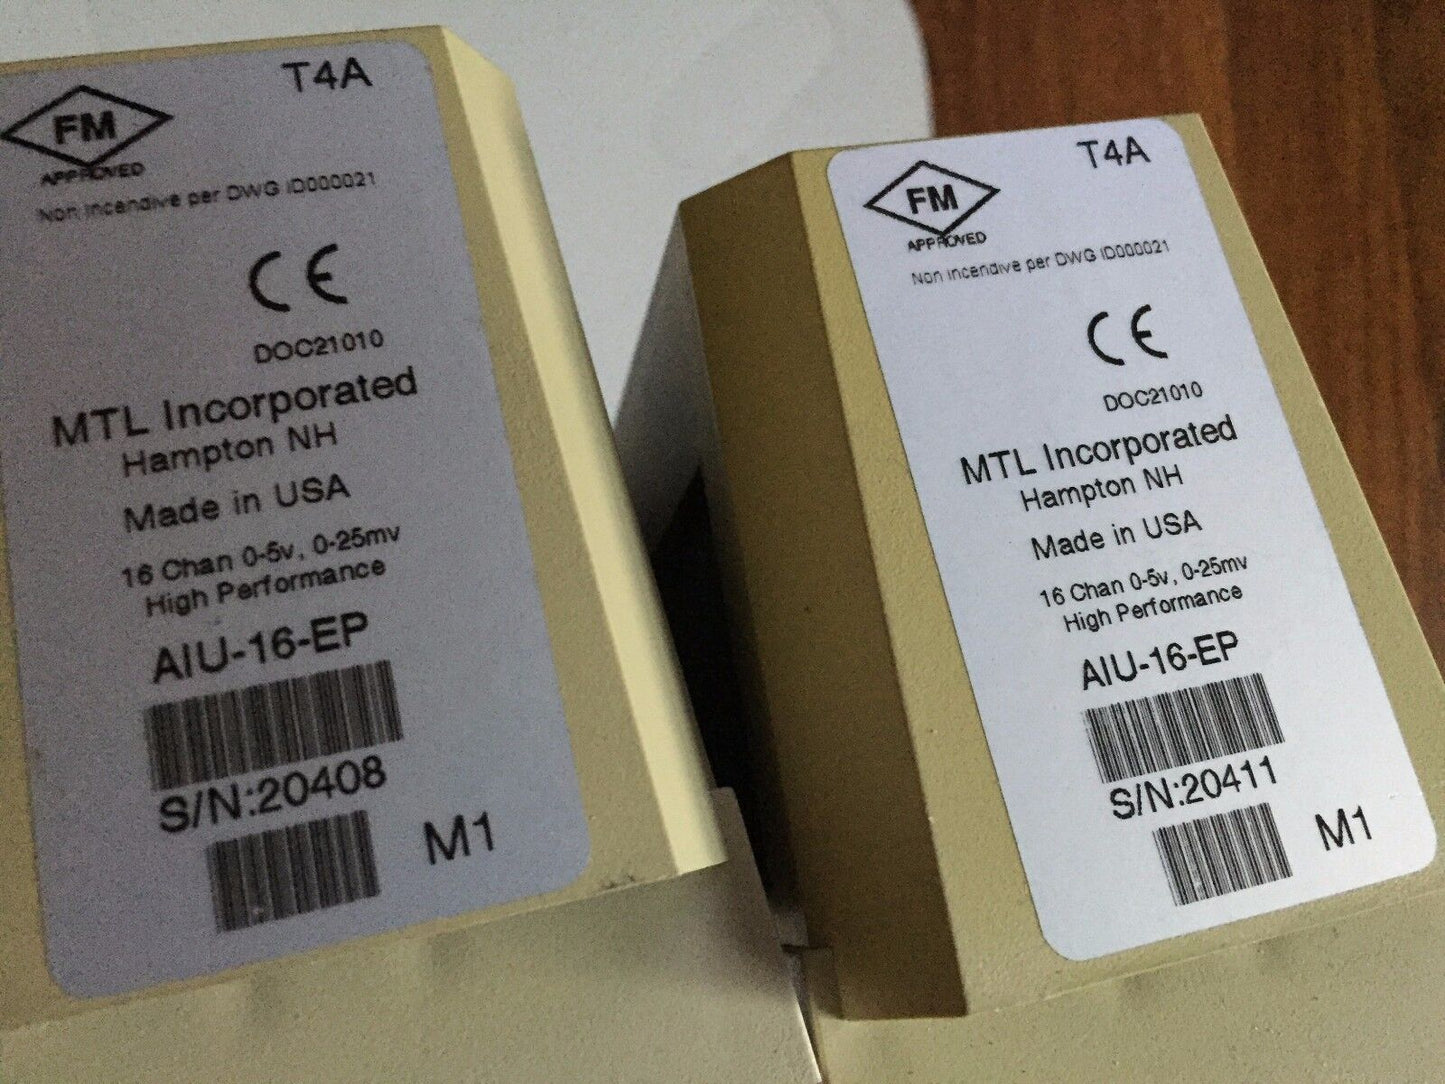 T4A
FM
APPROVED
Non incendive per DWG ID000021
CE
DOC21010
MTL Incorporated
Hampton NH
Made in USA
16 Chan 0-5v, 0-25mv
High Performance
AIU-16-EP
S/N:20408
M1
T4A
FM
APPROVED
Non incendive per DWG ID000021
CE
DOC21010
MTL Incorporated
Hampton NH
Made in USA
16 Chan 0-5v, 0-25mv
High Performance
AIU-16-EP
S/N:20411
M1